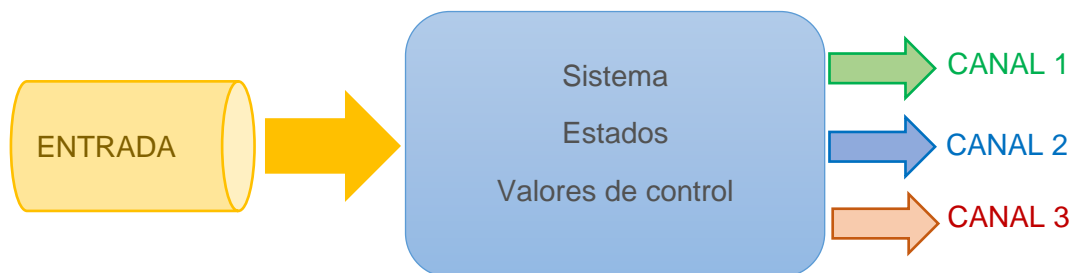 ENTRADA
Sistema
Estados
Valores de control
CANAL 1
CANAL 2
CANAL 3